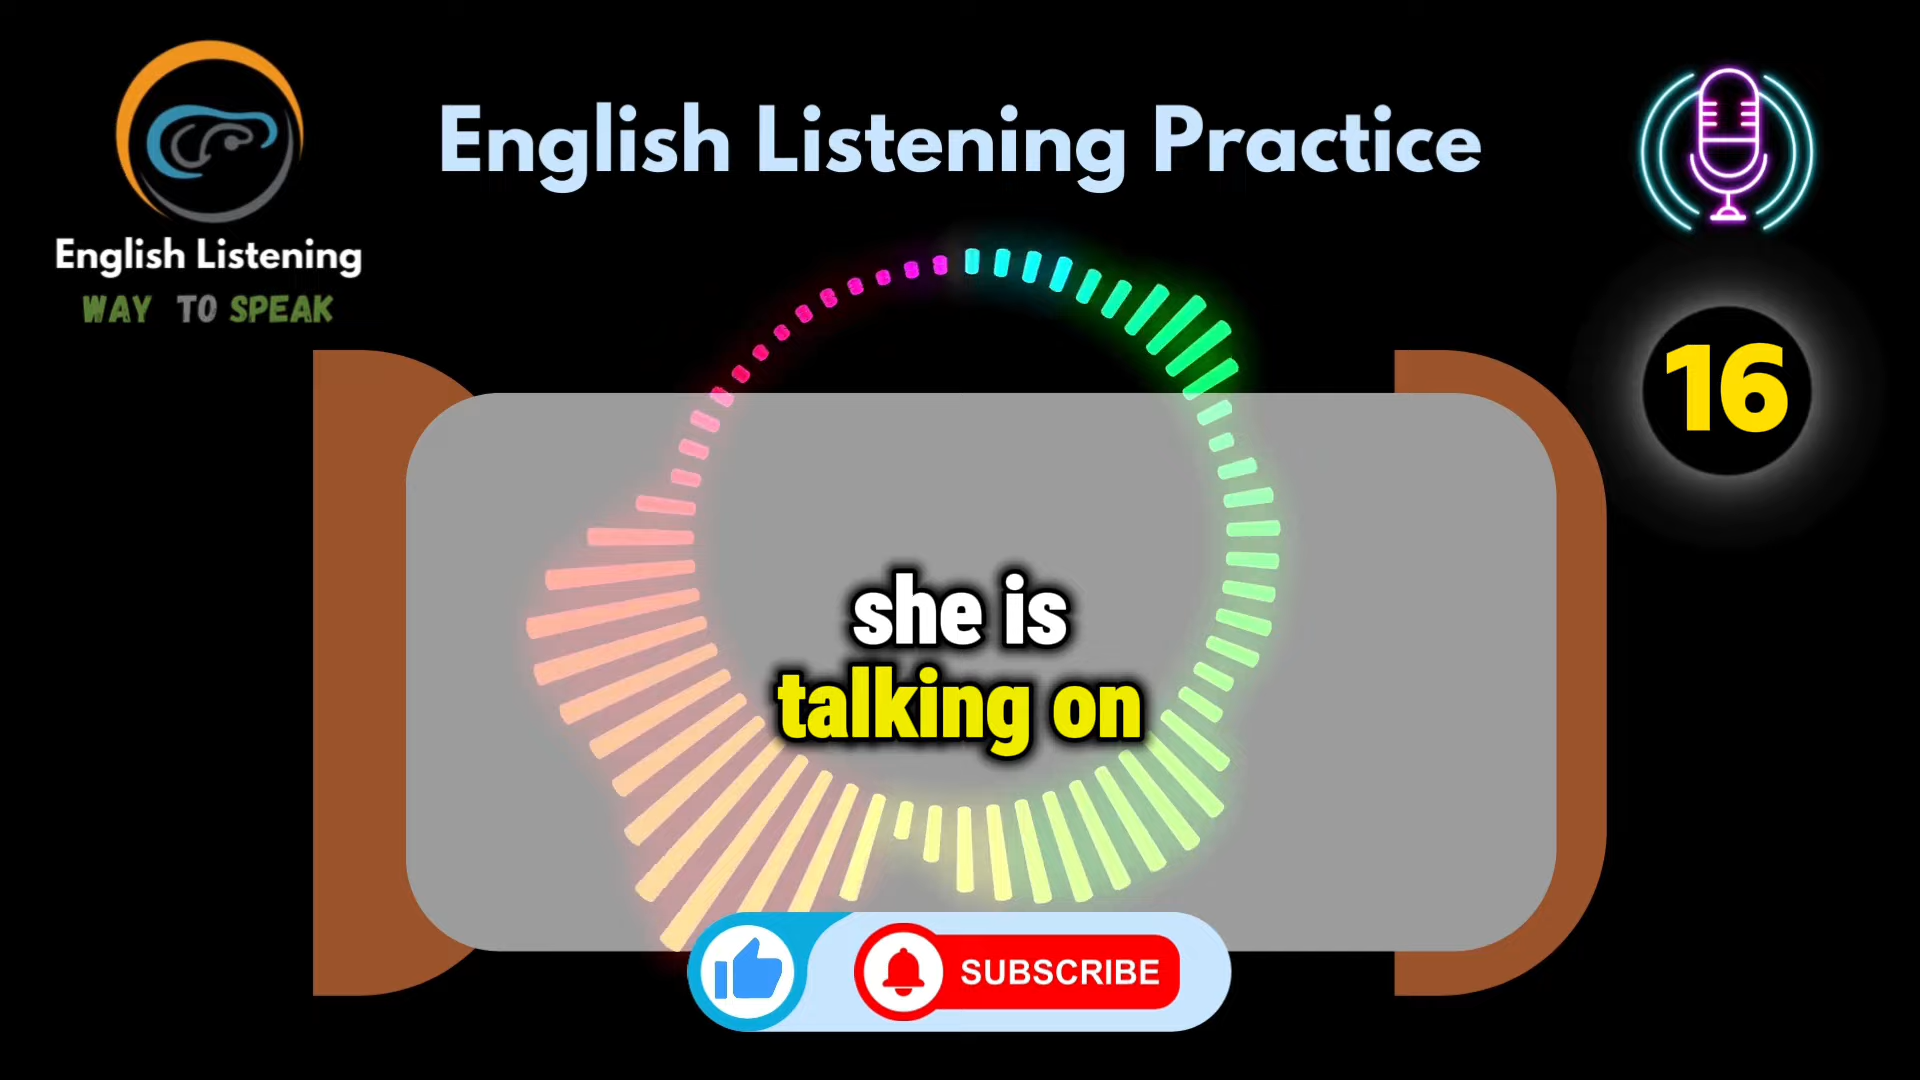 English Listening Practice
English Listening
WAY TO SPEAK
16
she is
talking on
SUBSCRIBE